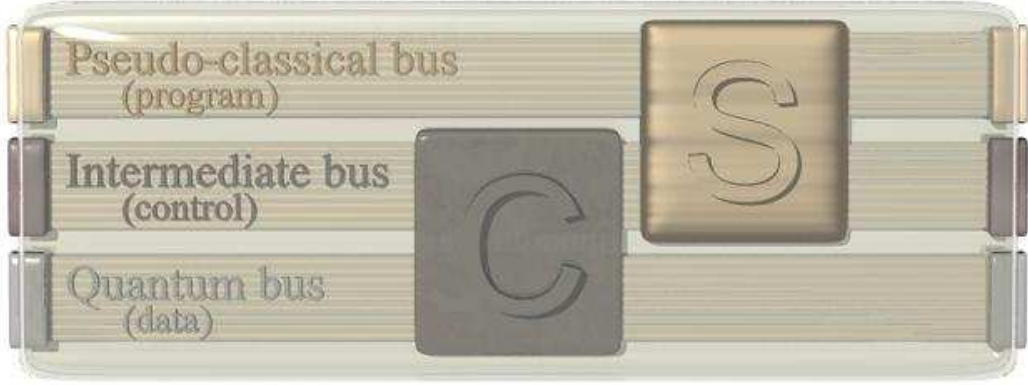 Pseudo-classical bus
(program)
S
Intermediate bus
(control)
C
Quantum bus
(data)